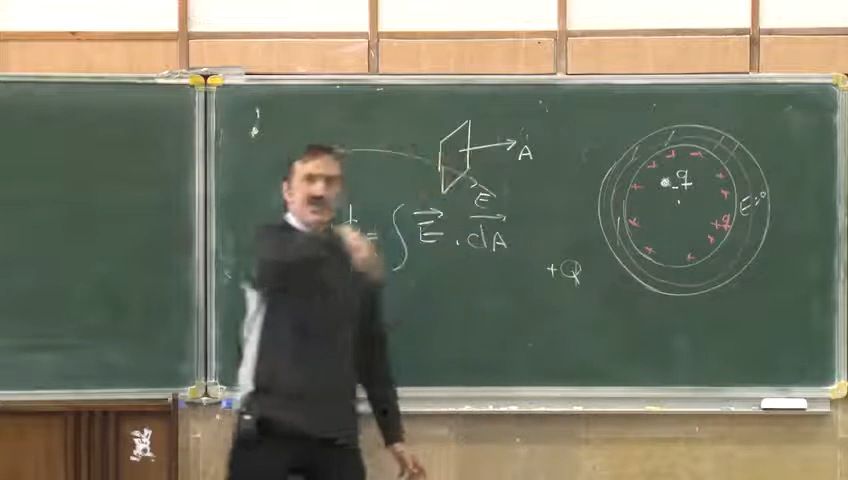 A
E
= ∫ E⃗ . dA⃗
+Q
-q
+q
E=0